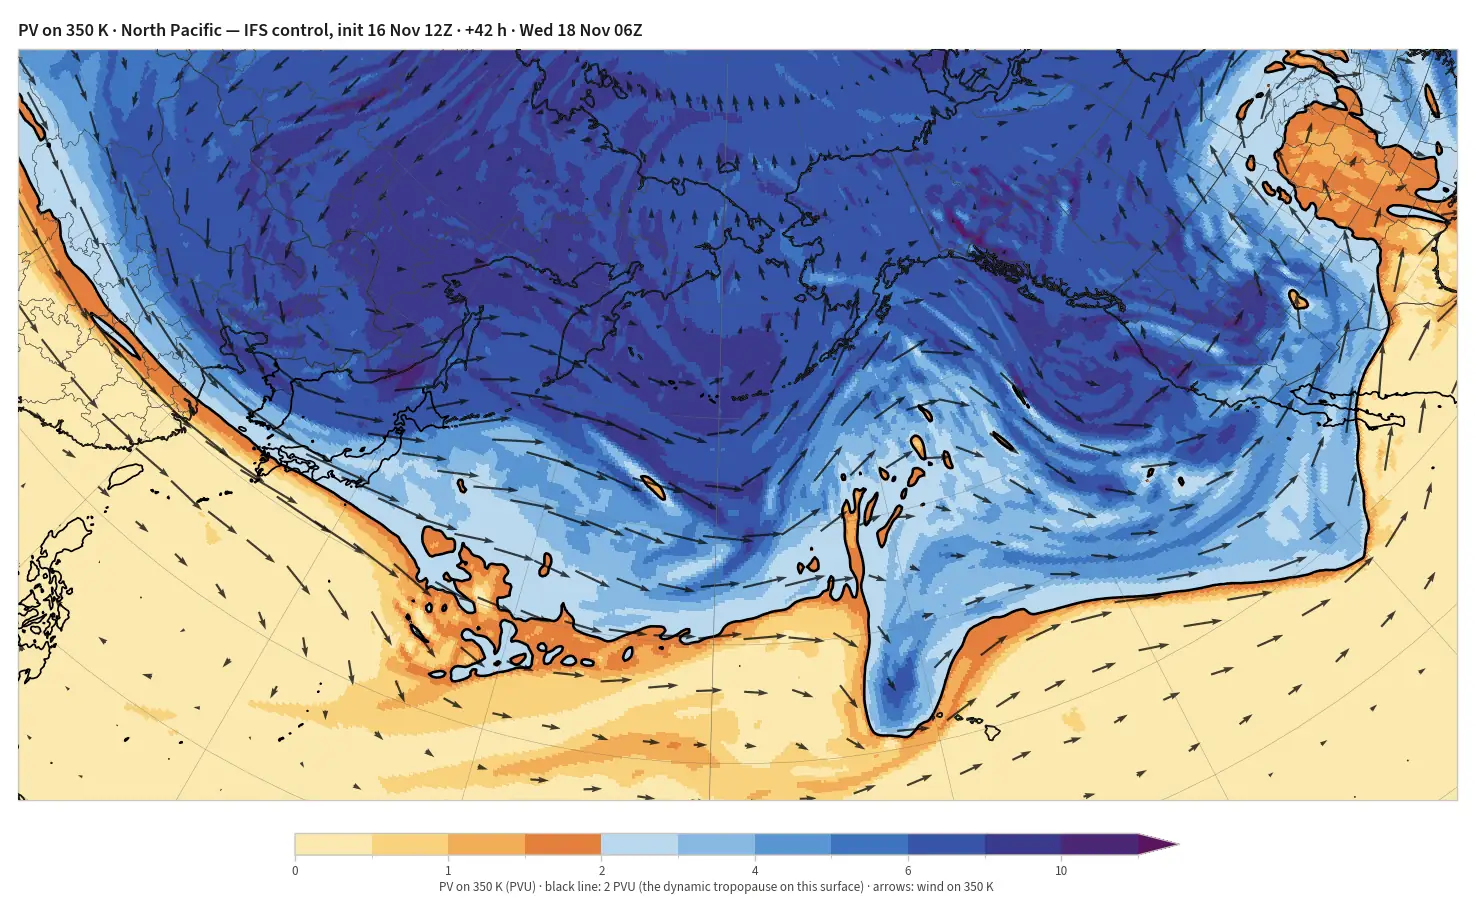 PV on 350 K · North Pacific — IFS control, init 16 Nov 12Z · +42 h · Wed 18 Nov 06Z
0 1 2 4 6 10
PV on 350 K (PVU) · black line: 2 PVU (the dynamic tropopause on this surface) · arrows: wind on 350 K